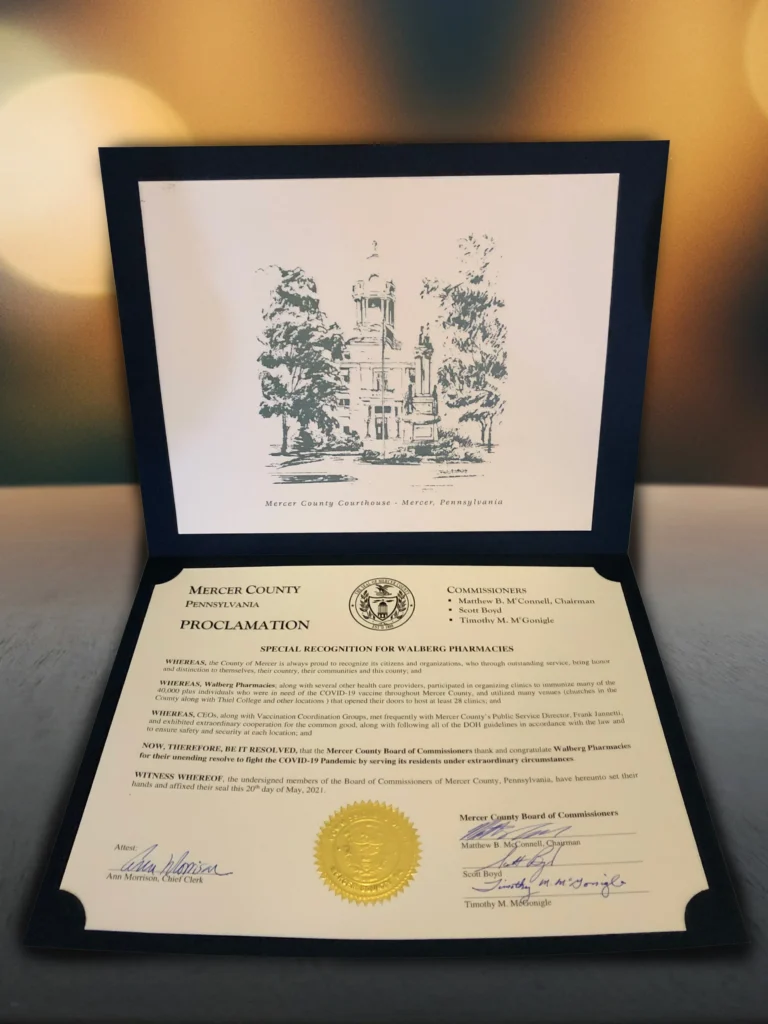 Mercer County Courthouse - Mercer, Pennsylvania
MERCER COUNTY
PENNSYLVANIA
PROCLAMATION
COMMISSIONERS
• Matthew B. McConnell, Chairman
• Scott Boyd
• Timothy M. McGonigle
SPECIAL RECOGNITION FOR WALBERG PHARMACIES
WHEREAS, the County of Mercer is always proud to recognize its citizens and organizations, who through outstanding service, bring honor
and distinction to themselves, their county, their communities and this county; and
WHEREAS, Walberg Pharmacies, along with several other health care providers, participated in organizing clinics to immunize many of the
40,000 plus individuals who were in need of the COVID-19 vaccine throughout Mercer County, and utilized many venues (churches in the
County along with Thiel College and other locations ) that opened their doors to host at least 28 clinics; and
WHEREAS, CEOs, along with Vaccination Coordination Groups, met frequently with Mercer County's Public Service Director, Frank Jannetti,
and exhibited extraordinary cooperation for the common good, along with following all of the DOH guidelines in accordance with the law and
to ensure safety and security at each location; and
NOW, THEREFORE, BE IT RESOLVED, that the Mercer County Board of Commissioners thank and congratulate Walberg Pharmacies
for their unending resolve to fight the COVID-19 Pandemic by serving its residents under extraordinary circumstances.
WITNESS WHEREOF, the undersigned members of the Board of Commissioners of Mercer County, Pennsylvania, have hereunto set their
hands and affixed their seal this 20th day of May, 2021.
Mercer County Board of Commissioners
Matthew B. McConnell, Chairman
Scott Boyd
Scott Boyd
Timothy M. McGonigle
Timothy M. McGonigle
Attest:
Ann Morrison
Ann Morrison, Chief Clerk